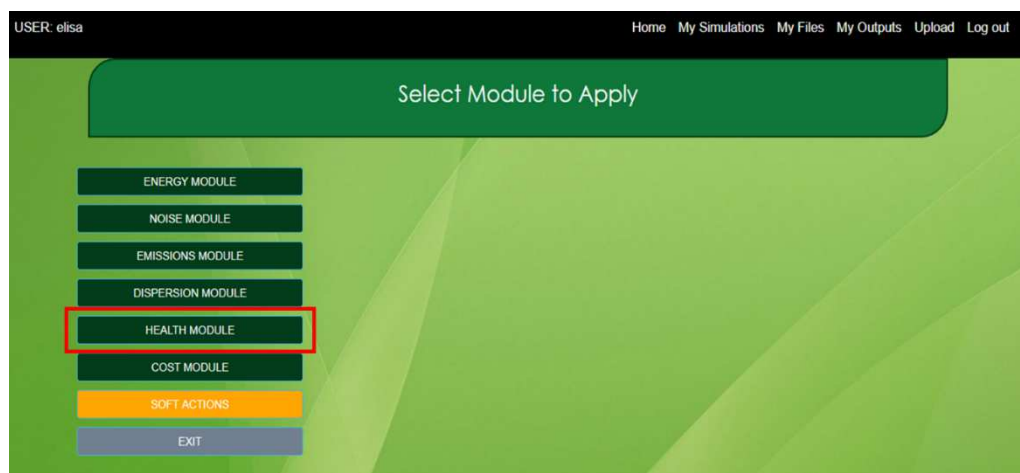 USER: elisa Home My Simulations My Files My Outputs Upload Log out
Select Module to Apply
ENERGY MODULE
NOISE MODULE
EMISSIONS MODULE
DISPERSION MODULE
HEALTH MODULE
COST MODULE
SOFT ACTIONS
EXIT